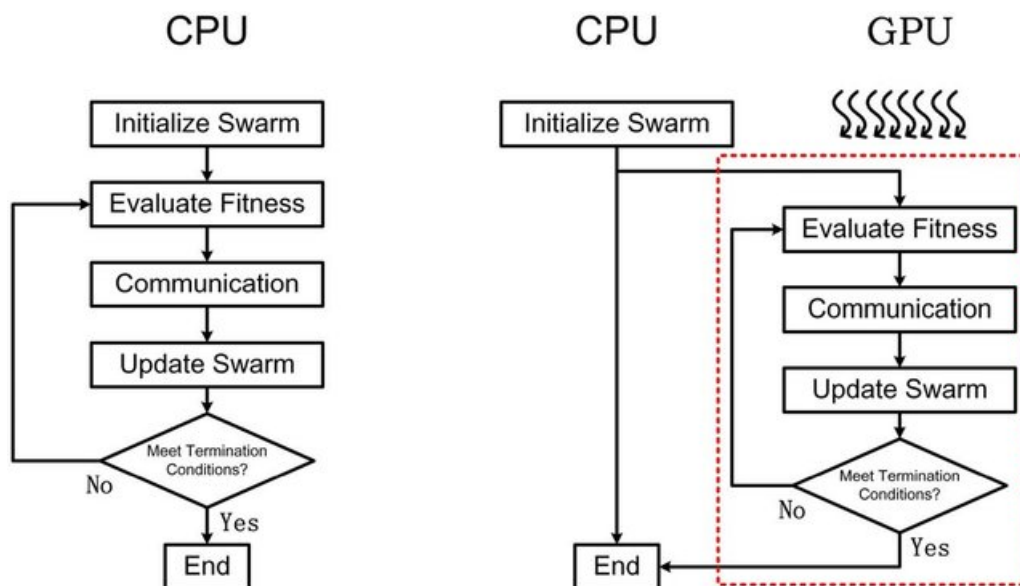 CPU
Initialize Swarm
Evaluate Fitness
Communication
Update Swarm
Meet Termination
Conditions?
No
Yes
End
CPU
GPU
Initialize Swarm
Evaluate Fitness
Communication
Update Swarm
Meet Termination
Conditions?
No
Yes
End